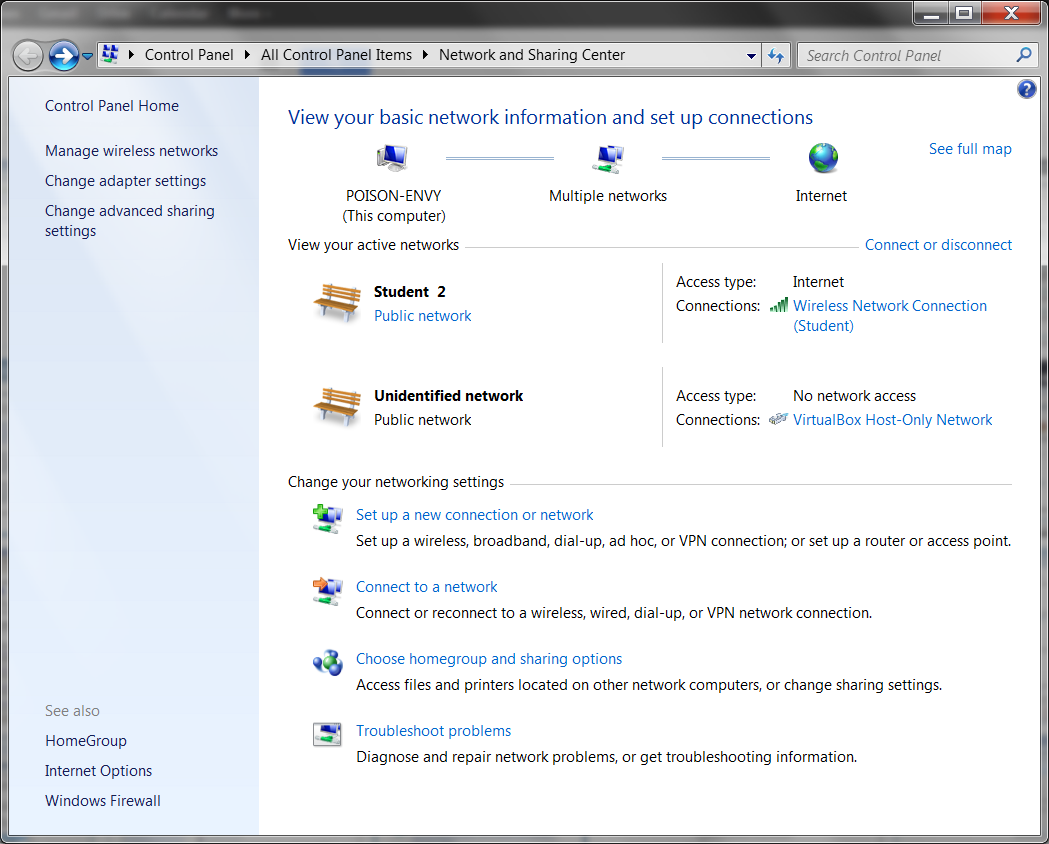 Control Panel
All Control Panel Items
Network and Sharing Center
Search Control Panel
Control Panel Home
Manage wireless networks
Change adapter settings
Change advanced sharing
settings
See also
HomeGroup
Internet Options
Windows Firewall
View your basic network information and set up connections
See full map
POISON-ENVY
(This computer)
Multiple networks
Internet
View your active networks
Connect or disconnect
Student 2
Public network
Access type: Internet
Connections: Wireless Network Connection
(Student)
Unidentified network
Public network
Access type: No network access
Connections: VirtualBox Host-Only Network
Change your networking settings
Set up a new connection or network
Set up a wireless, broadband, dial-up, ad hoc, or VPN connection; or set up a router or access point.
Connect to a network
Connect or reconnect to a wireless, wired, dial-up, or VPN network connection.
Choose homegroup and sharing options
Access files and printers located on other network computers, or change sharing settings.
Troubleshoot problems
Diagnose and repair network problems, or get troubleshooting information.